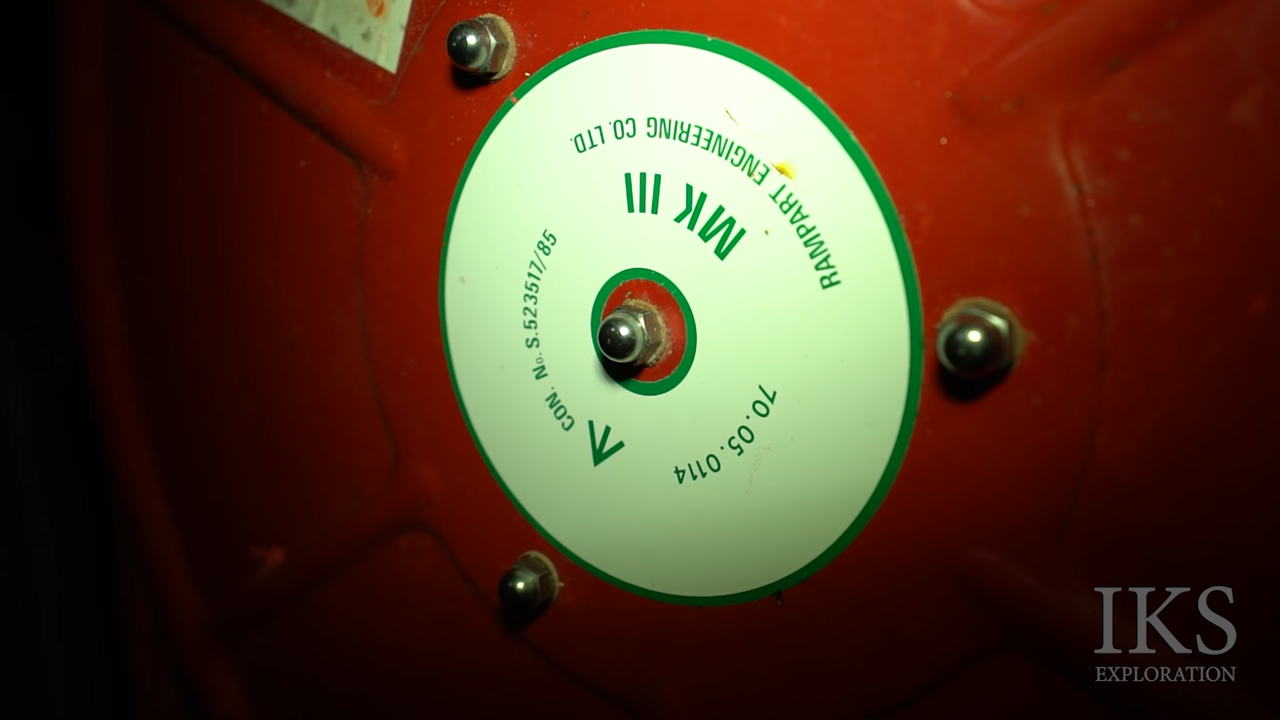 RAMPART ENGINEERING CO. LTD.
MK III
CON. No. S.523517/85
70.05.0114
IKS
EXPLORATION